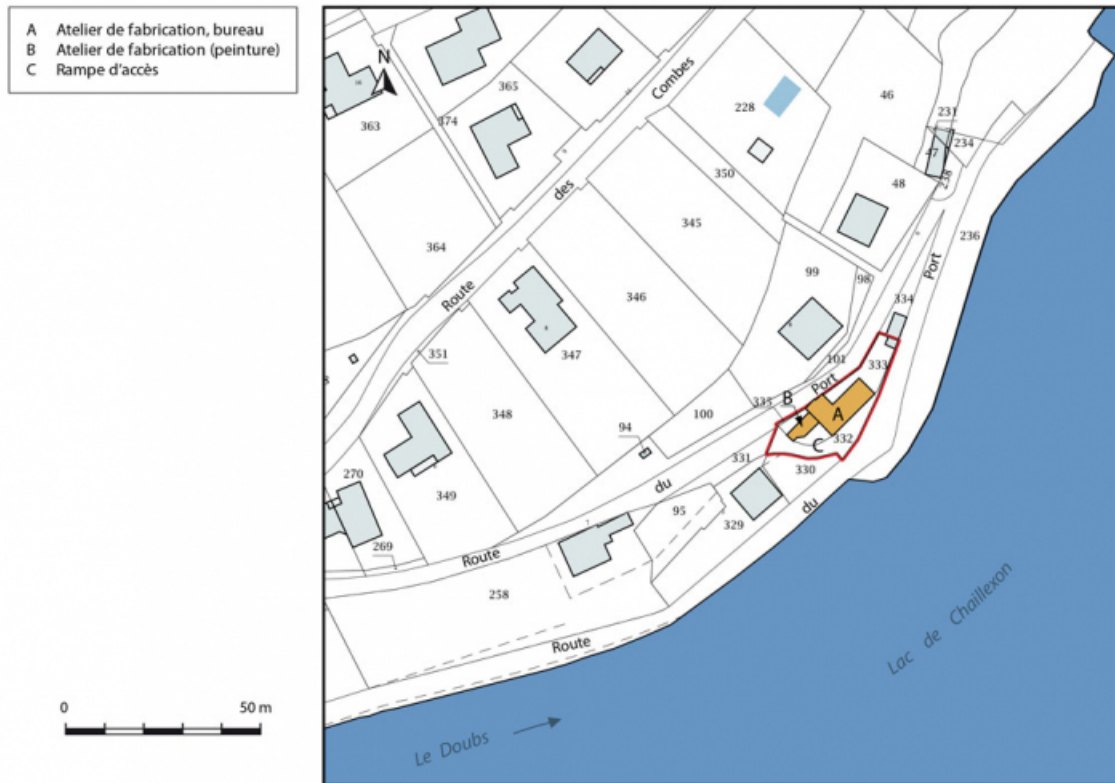 A Atelier de fabrication, bureau
B Atelier de fabrication (peinture)
C Rampe d'accès
N
363
374
365
364
Route
des
Combes
228
350
345
346
347
348
349
351
270
269
46
231
47
234
238
48
236
99
98
101
Port
334
333
Port
335
B
A
C
332
331
330
100
94
du
Route
95
329
du
258
Route
Lac de Chaillexon
Le Doubs
0
50 m